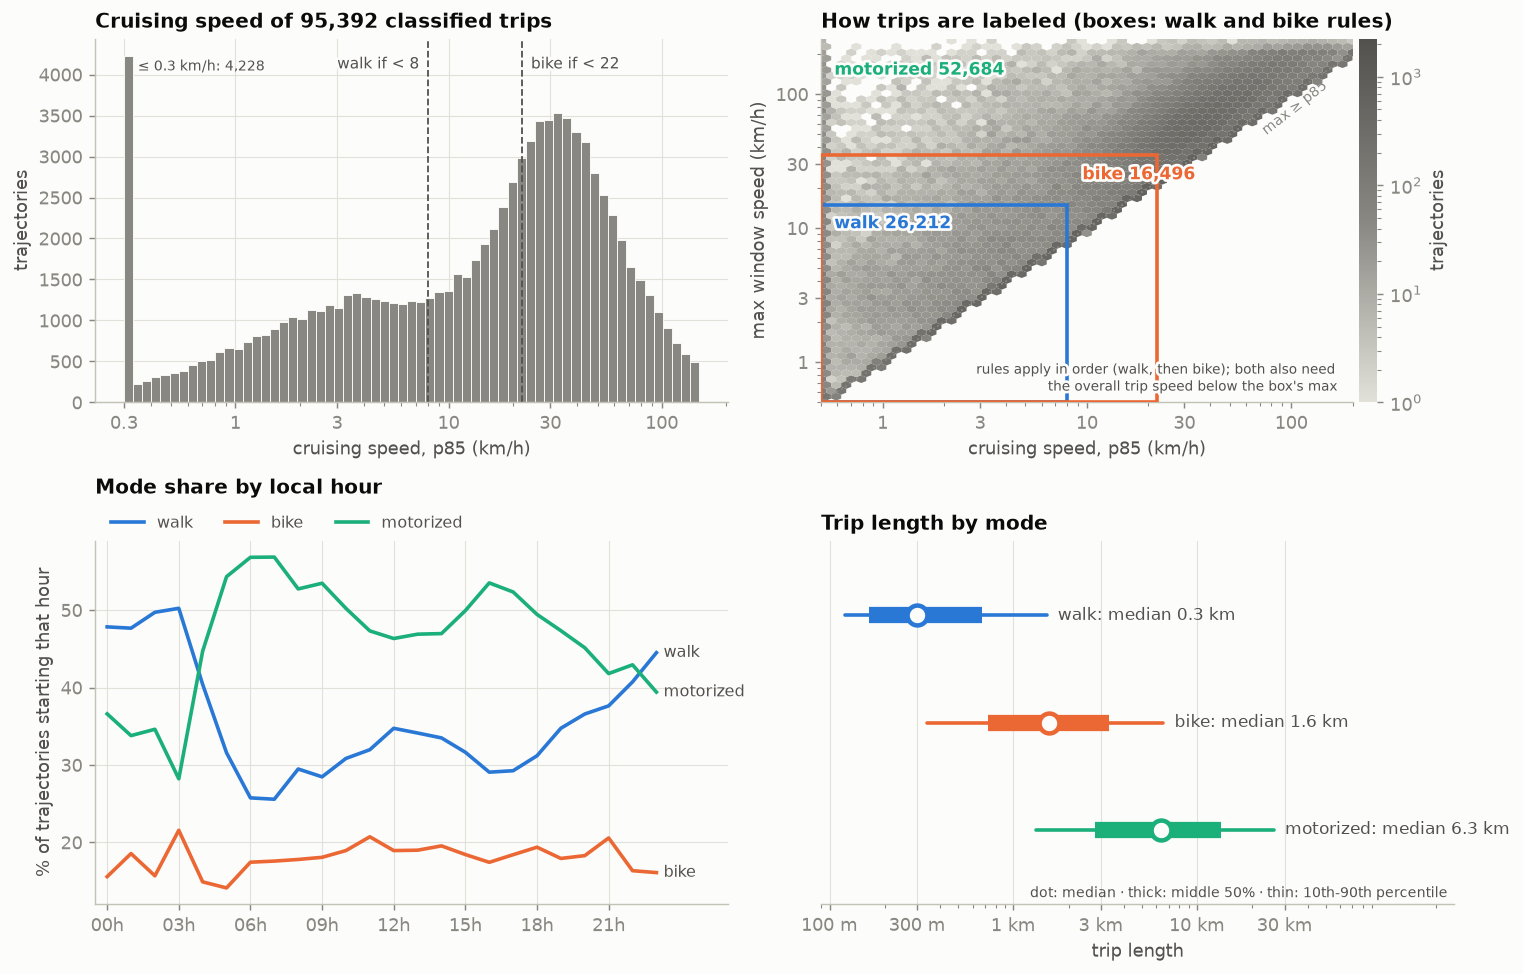 Cruising speed of 95,392 classified trips
≤ 0.3 km/h: 4,228
walk if < 8
bike if < 22
trajectories
4000
3500
3000
2500
2000
1500
1000
500
0
0.3
1
3
10
30
100
cruising speed, p85 (km/h)
How trips are labeled (boxes: walk and bike rules)
motorized 52,684
max ≥ p85
bike 16,496
walk 26,212
rules apply in order (walk, then bike); both also need
the overall trip speed below the box's max
max window speed (km/h)
100
30
10
3
1
1
3
10
30
100
cruising speed, p85 (km/h)
10³
10²
10¹
10⁰
trajectories
Mode share by local hour
walk
bike
motorized
% of trajectories starting that hour
50
40
30
20
walk
motorized
bike
00h
03h
06h
09h
12h
15h
18h
21h
Trip length by mode
walk: median 0.3 km
bike: median 1.6 km
motorized: median 6.3 km
dot: median · thick: middle 50% · thin: 10th-90th percentile
100 m
300 m
1 km
3 km
10 km
30 km
trip length